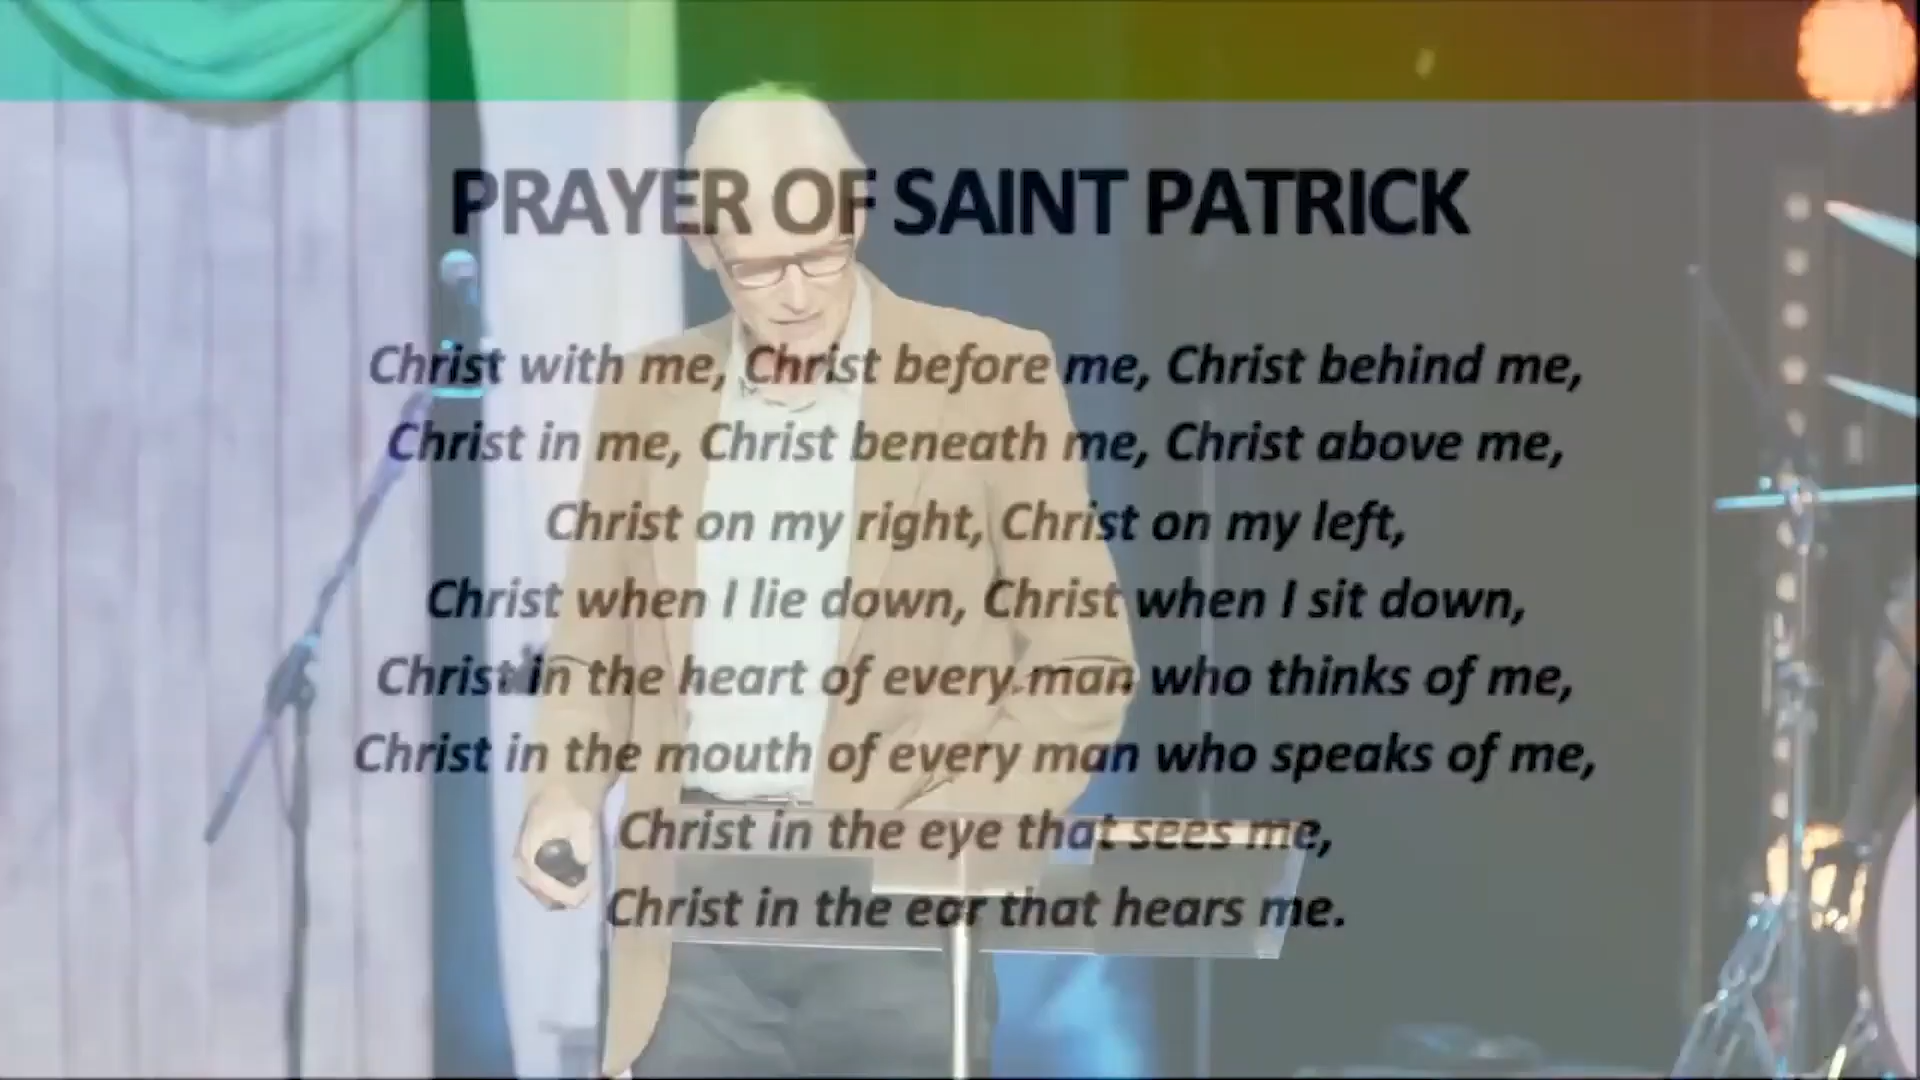 PRAYER OF SAINT PATRICK
Christ with me, Christ before me, Christ behind me,
Christ in me, Christ beneath me, Christ above me,
Christ on my right, Christ on my left,
Christ when I lie down, Christ when I sit down,
Christ in the heart of every man who thinks of me,
Christ in the mouth of every man who speaks of me,
Christ in the eye that sees me,
Christ in the ear that hears me.